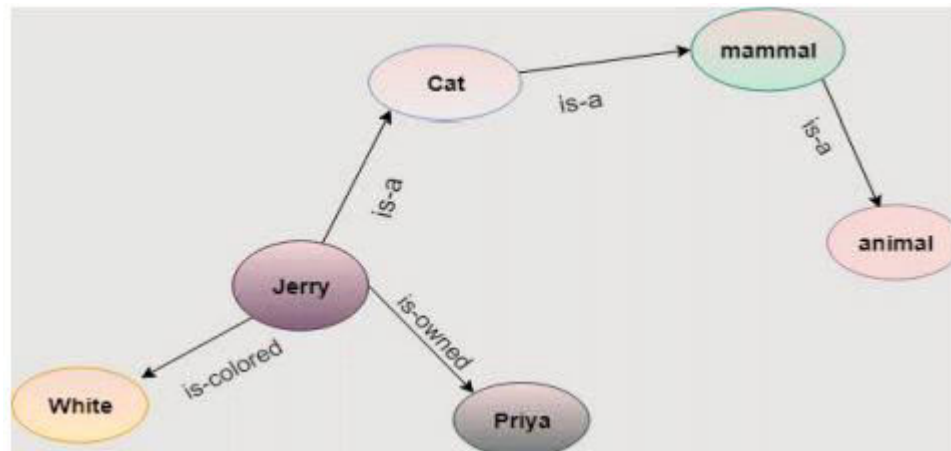 mammal
Cat
is-a
is-a
is-a
animal
Jerry
is-owned
is-colored
White
Priya